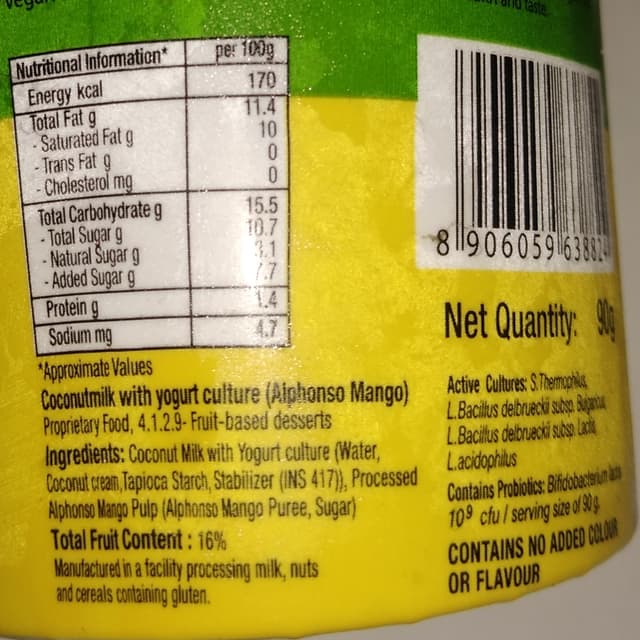 and taste.
Nutritional Information* per 100g
Energy kcal 170
Total Fat g 11.4
- Saturated Fat g 10
- Trans Fat g 0
- Cholesterol mg 0
Total Carbohydrate g 15.5
- Total Sugar g 10.7
- Natural Sugar g 3.1
- Added Sugar g 7.7
Protein g 1.4
Sodium mg 4.7
*Approximate Values
Coconutmilk with yogurt culture (Alphonso Mango)
Proprietary Food, 4.1.2.9- Fruit-based desserts
Ingredients: Coconut Milk with Yogurt culture (Water,
Coconut cream, Tapioca Starch, Stabilizer (INS 417)), Processed
Alphonso Mango Pulp (Alphonso Mango Puree, Sugar)
Total Fruit Content : 16%
Manufactured in a facility processing milk, nuts
and cereals containing gluten.
8 906059 63882
Net Quantity: 90g
Active Cultures: S.Thermophilus,
L.Bacillus delbrueckii subsp. Bulgaricus,
L.Bacillus delbrueckii subsp. Lactis,
L.acidophilus
Contains Probiotics: Bifidobacterium lactis
10⁹ cfu / serving size of 90 g.
CONTAINS NO ADDED COLOUR
OR FLAVOUR